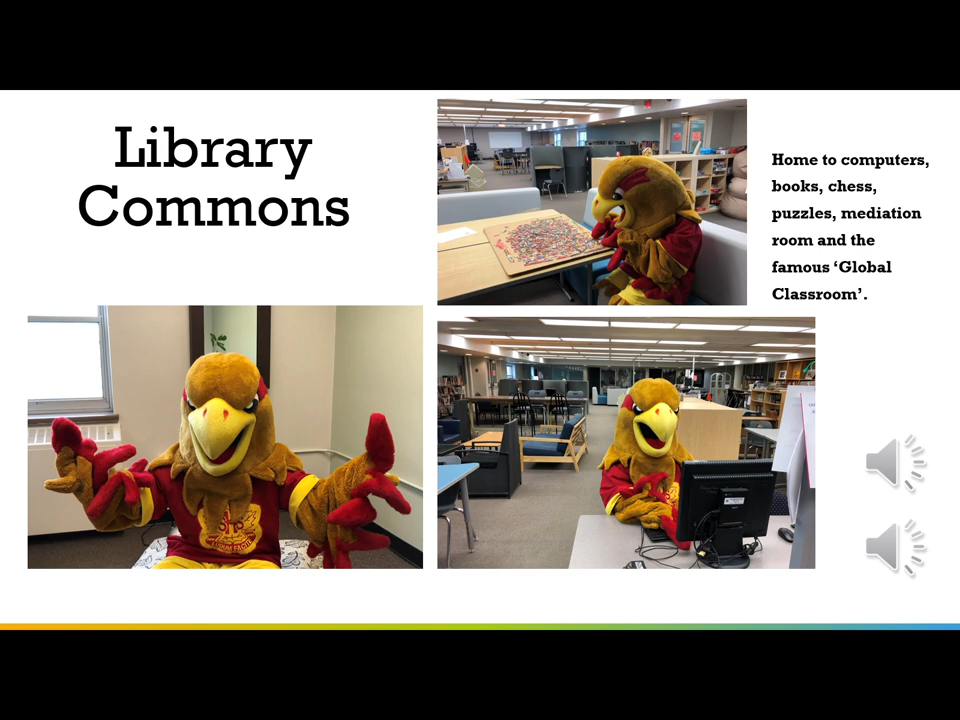 Library
Commons
Home to computers,
books, chess,
puzzles, mediation
room and the
famous ‘Global
Classroom’.